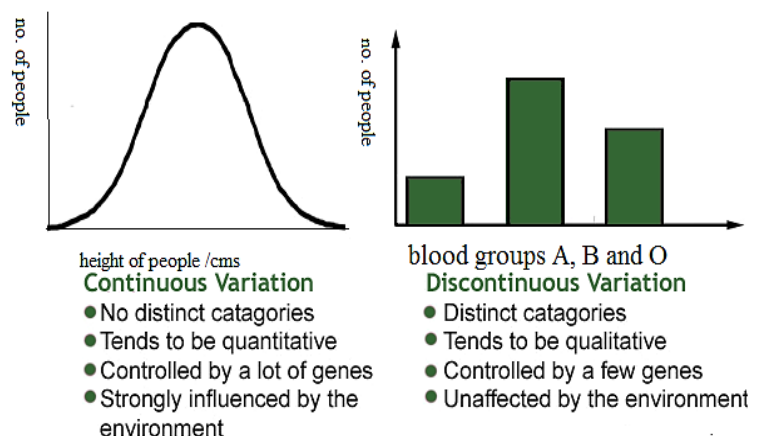 no. of people
height of people /cms
Continuous Variation
No distinct catagories
Tends to be quantitative
Controlled by a lot of genes
Strongly influenced by the
environment
no. of people
blood groups A, B and O
Discontinuous Variation
Distinct catagories
Tends to be qualitative
Controlled by a few genes
Unaffected by the environment